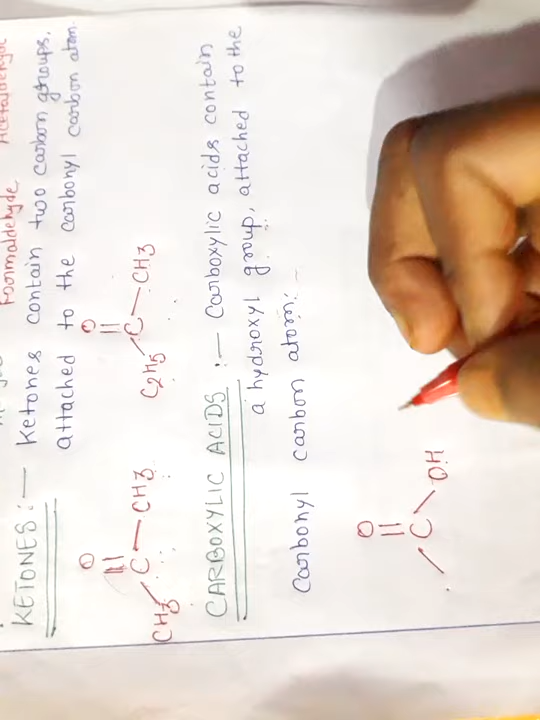 Formaldehyde Acetaldehyde
KETONES:— Ketones contain two carbon groups,
attached to the carbonyl carbon atom.
O O
CH3 C CH3 C2H5 C CH3
CARBOXYLIC ACIDS :— Carboxylic acids contain
a hydroxyl group, attached to the
Carbonyl carbon atom:-
O
C OH